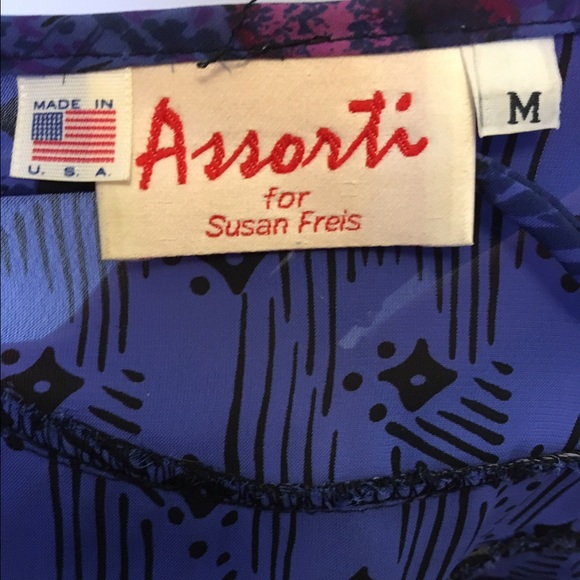 MADE IN
U. S. A.
Assorti
for
Susan Freis
M